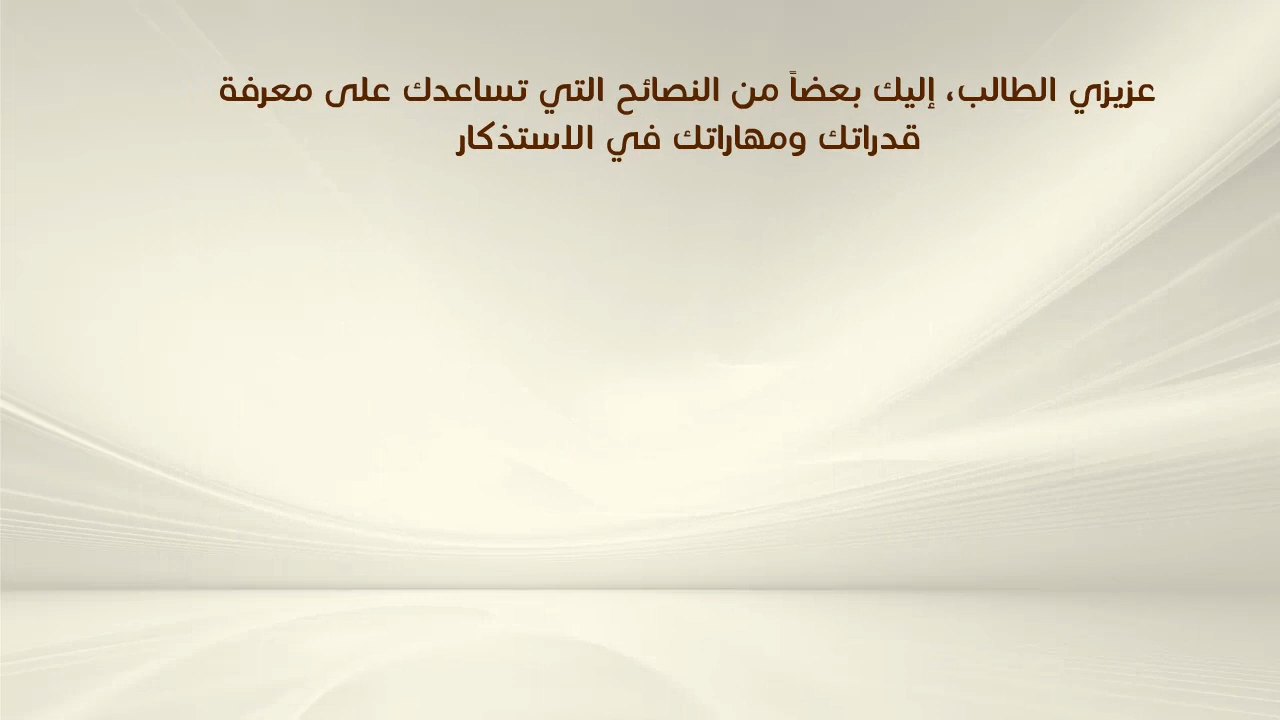 عزيزي الطالب، إليك بعضاً من النصائح التي تساعدك على معرفة
قدراتك ومهاراتك في الاستذكار